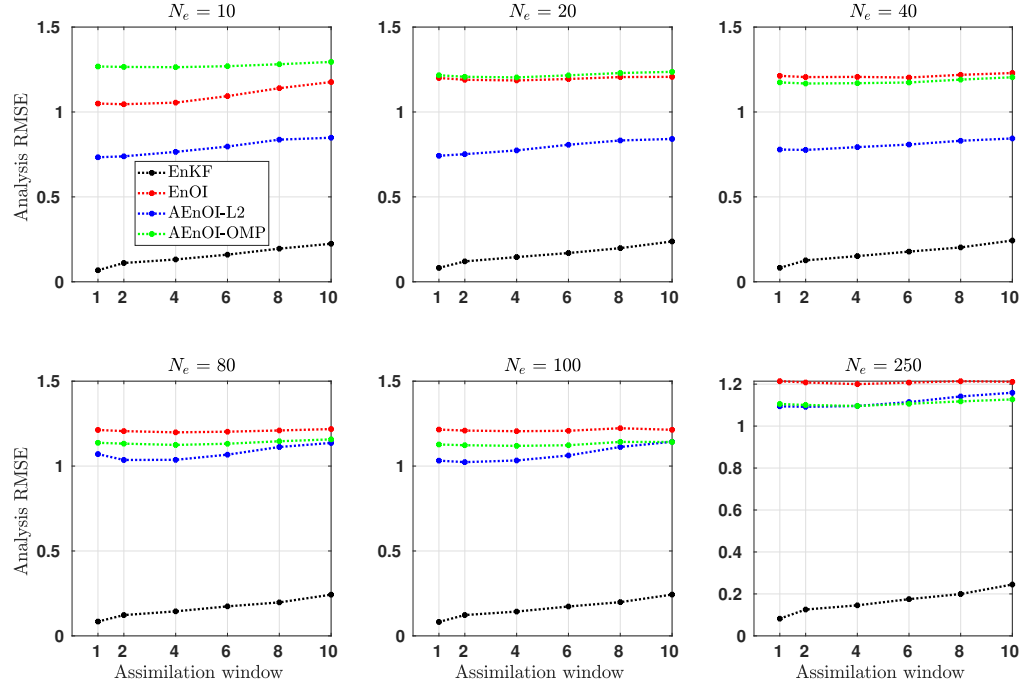 N_e = 10
N_e = 20
N_e = 40
1.5
1
0.5
0
Analysis RMSE
EnKF
EnOI
AEnOI-L2
AEnOI-OMP
1 2 4 6 8 10
1.5
1
0.5
0
1 2 4 6 8 10
1.5
1
0.5
0
1 2 4 6 8 10
N_e = 80
N_e = 100
N_e = 250
1.5
1
0.5
0
Analysis RMSE
1 2 4 6 8 10
Assimilation window
1.5
1
0.5
0
1 2 4 6 8 10
Assimilation window
1.2
1
0.8
0.6
0.4
0.2
0
1 2 4 6 8 10
Assimilation window